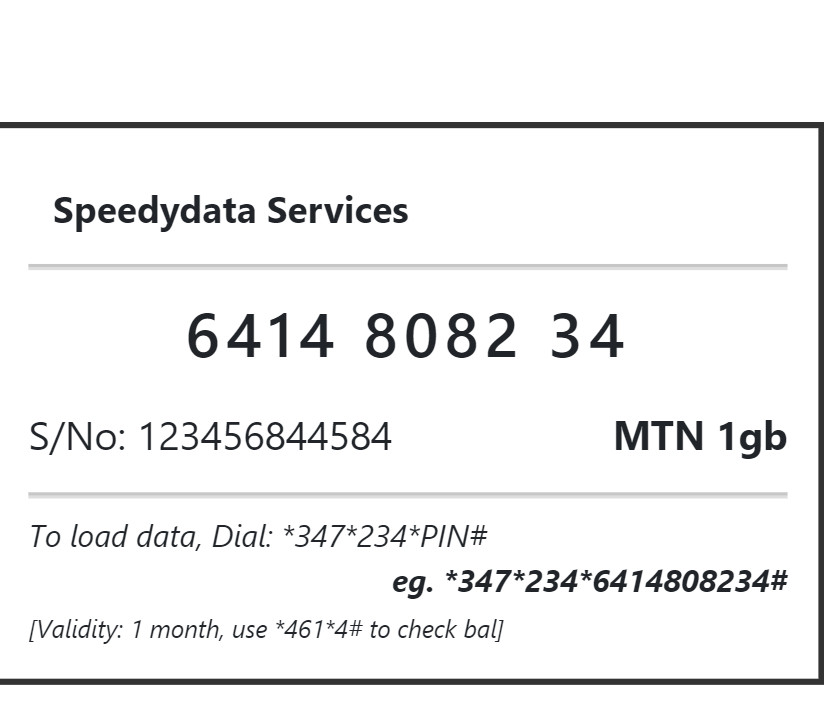 Speedydata Services
6414 8082 34
S/No: 123456844584 MTN 1gb
To load data, Dial: *347*234*PIN#
eg. *347*234*6414808234#
[Validity: 1 month, use *461*4# to check bal]